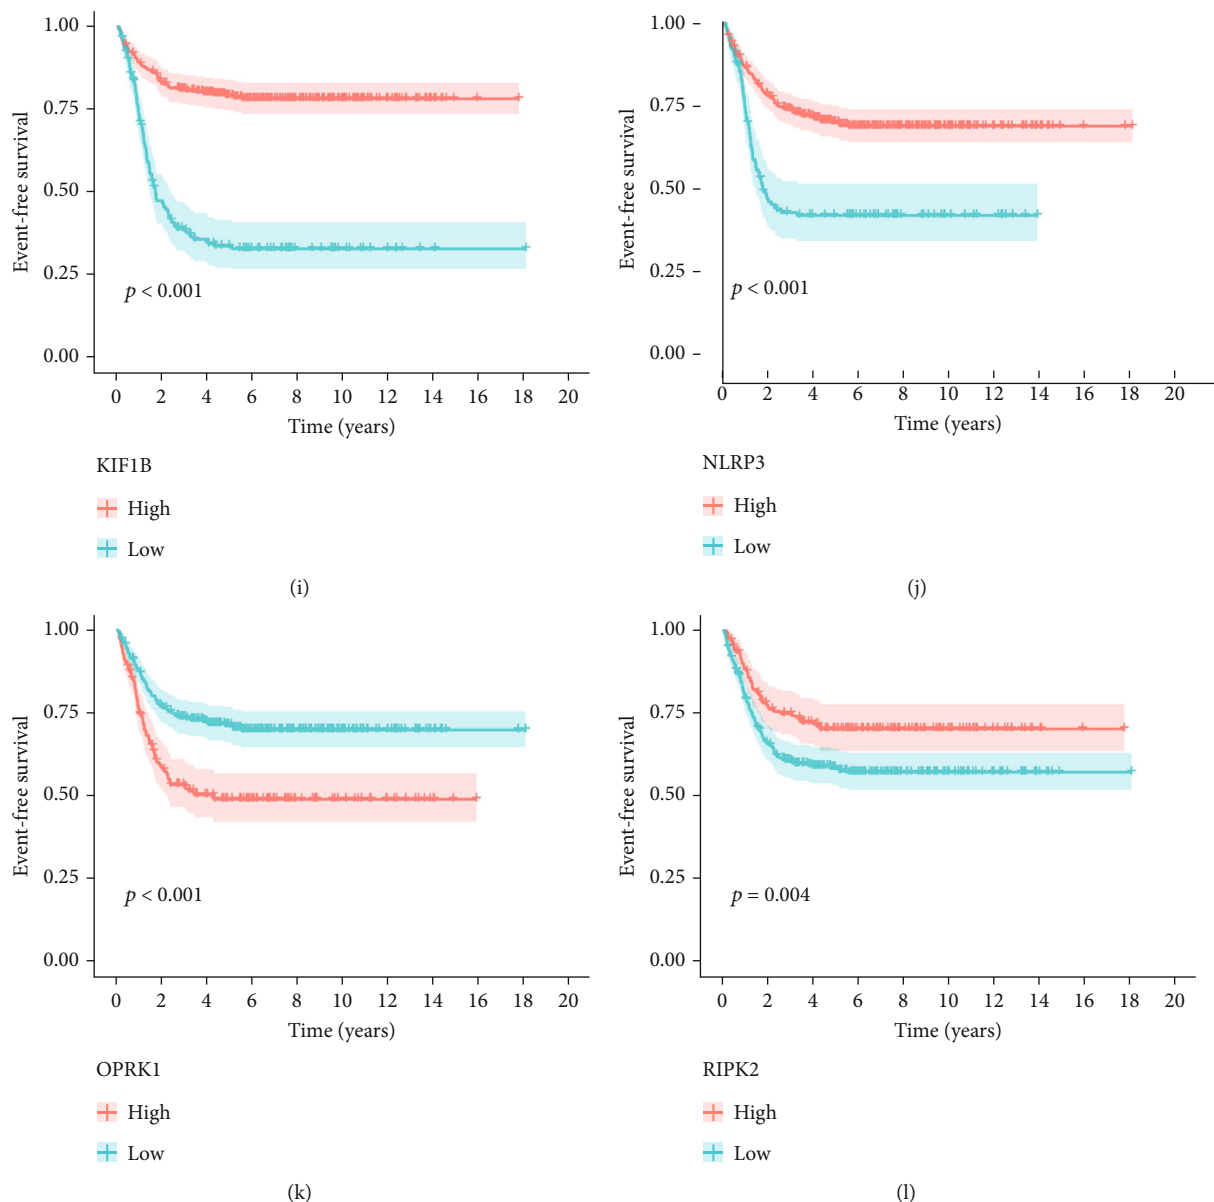 1.00
0.75
0.50
0.25
0.00
Event-free survival
p < 0.001
0 2 4 6 8 10 12 14 16 18 20
Time (years)
KIF1B
High
Low
(i)
1.00
0.75
0.50
0.25
0.00
Event-free survival
p < 0.001
0 2 4 6 8 10 12 14 16 18 20
Time (years)
NLRP3
High
Low
(j)
1.00
0.75
0.50
0.25
0.00
Event-free survival
p < 0.001
0 2 4 6 8 10 12 14 16 18 20
Time (years)
OPRK1
High
Low
(k)
1.00
0.75
0.50
0.25
0.00
Event-free survival
p = 0.004
0 2 4 6 8 10 12 14 16 18 20
Time (years)
RIPK2
High
Low
(l)